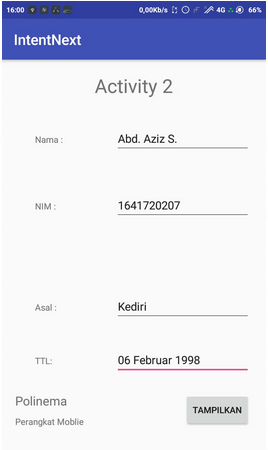 16:00 0,00Kb/s 4G 66%
IntentNext
Activity 2
Nama : Abd. Aziz S.
NIM : 1641720207
Asal : Kediri
TTL: 06 Februar 1998
Polinema
Perangkat Moblie
TAMPILKAN